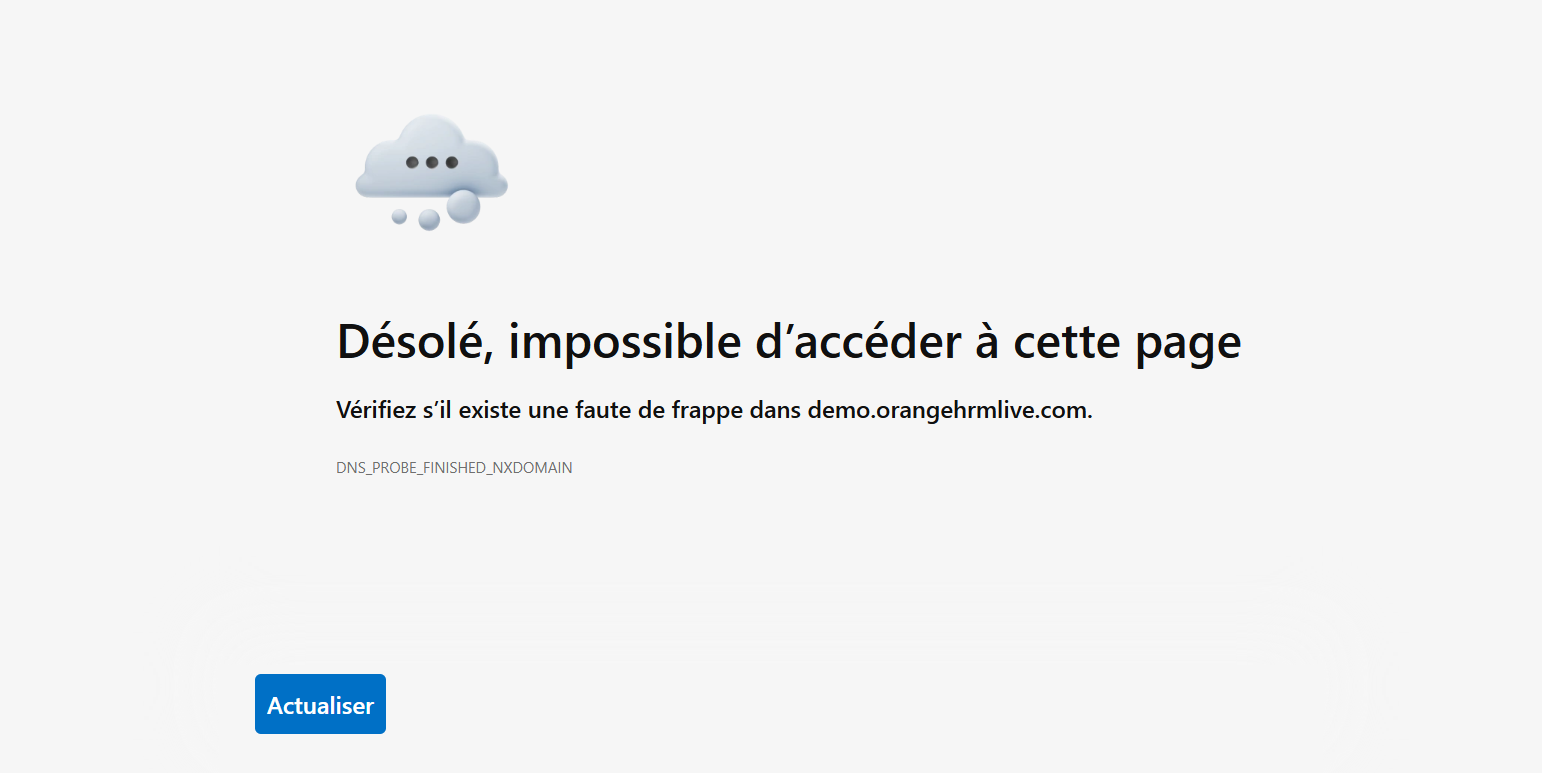 Désolé, impossible d’accéder à cette page
Vérifiez s’il existe une faute de frappe dans demo.orangehrmlive.com.
DNS_PROBE_FINISHED_NXDOMAIN
Actualiser